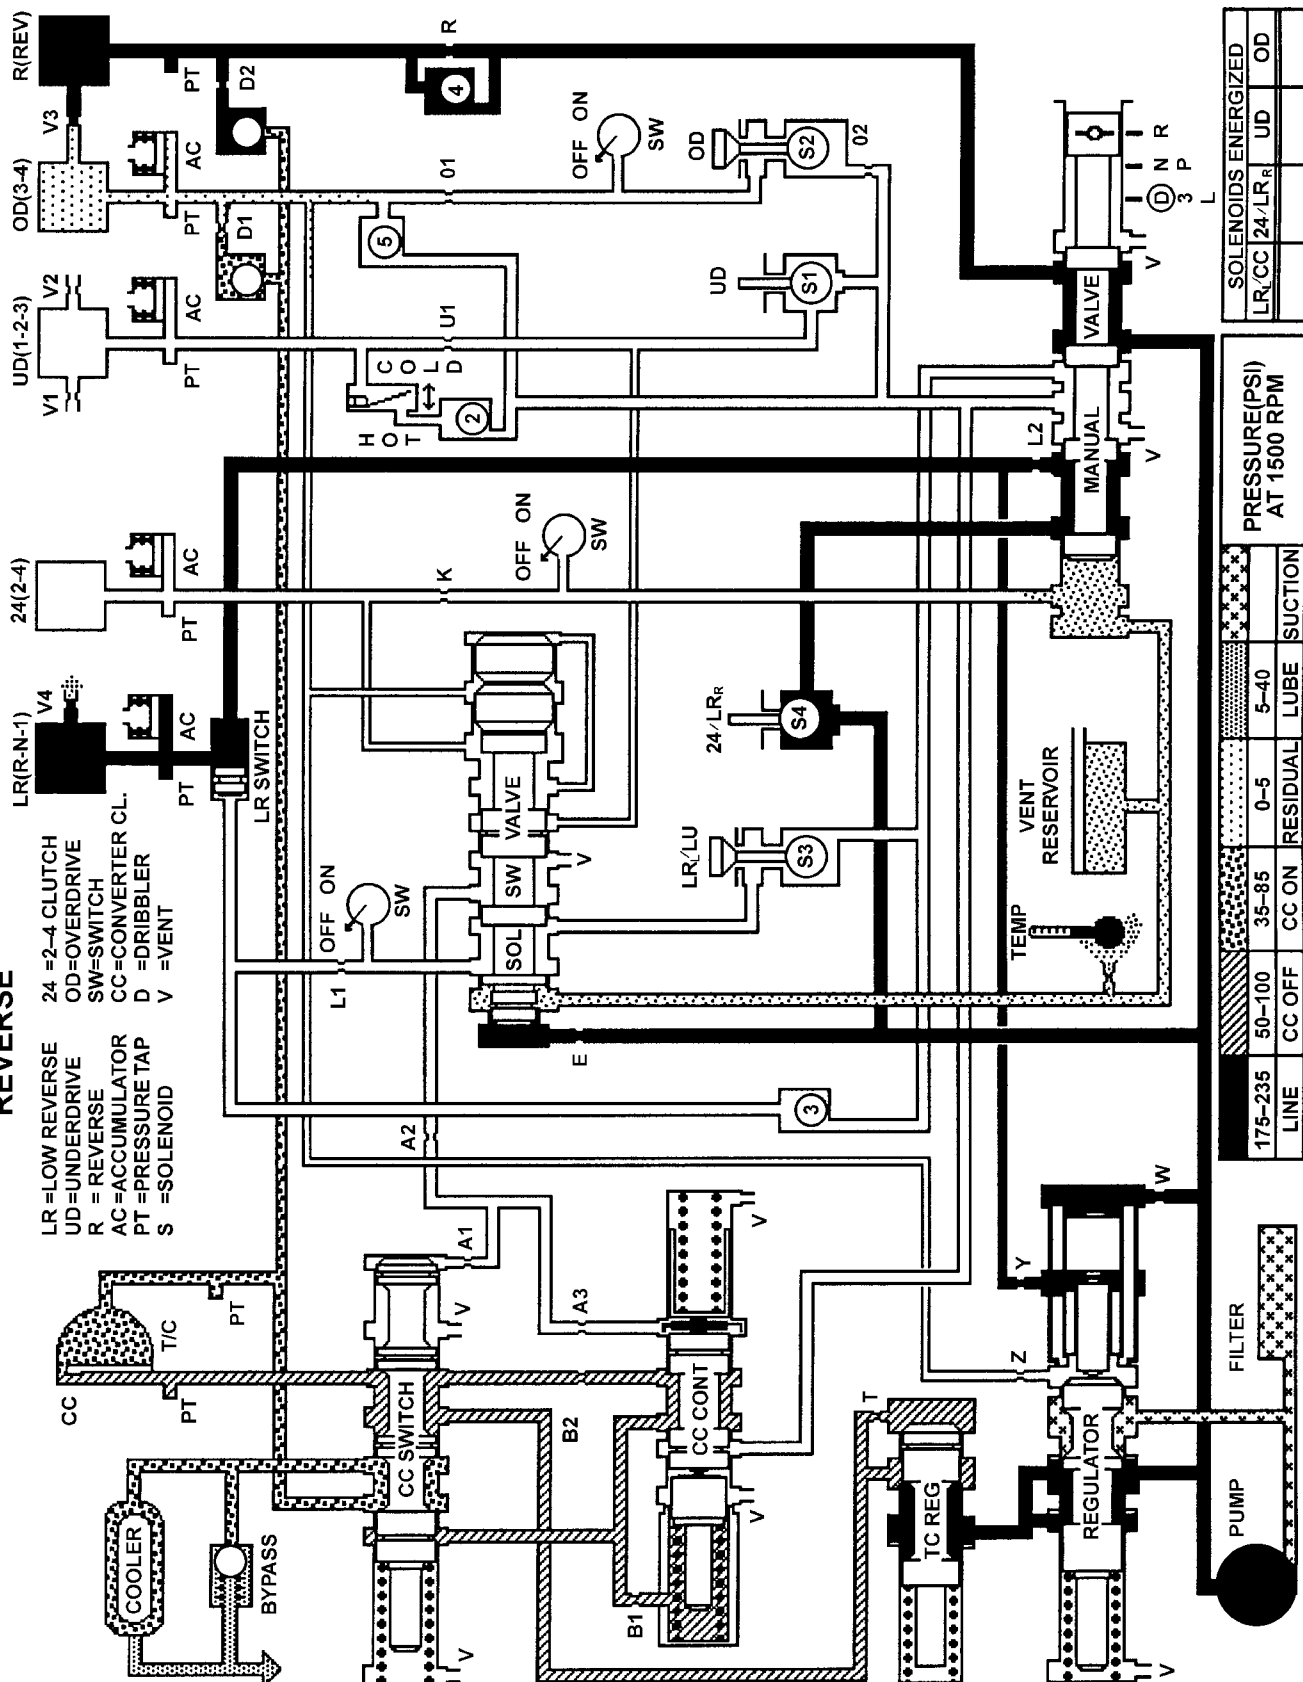 REVERSE
LR =LOW REVERSE
UD =UNDERDRIVE
R = REVERSE
AC =ACCUMULATOR
PT =PRESSURE TAP
S =SOLENOID
24 =2-4 CLUTCH
OD=OVERDRIVE
SW=SWITCH
CC =CONVERTER CL.
D =DRIBBLER
V =VENT
LR(R-N-1)
V4
24(2-4)
UD(1-2-3)
V1
V2
OD(3-4)
V3
R(REV)
PT
AC
PT
AC
PT
AC
PT
AC
PT
D1
D2
LR SWITCH
CC
T/C
PT
PT
COOLER
BYPASS
HOT
COLD
2
5
4
R
01
U1
K
L1
OFF ON
SW
OFF ON
SW
OFF ON
SW
OD
S2
02
UD
S1
24/LRR
S4
LRL/LU
S3
SOL SW VALVE
V
E
3
A2
A1
A3
CC SWITCH
V
V
B2
B1
CC CONT
V
V
T
TC REG
REGULATOR
V
Z
Y
W
TEMP
VENT
RESERVOIR
L2
MANUAL VALVE
V
V
D N R
3 P
L
PUMP
FILTER
175–235 50–100 35–85 0–5 5–40
LINE CC OFF CC ON RESIDUAL LUBE SUCTION
PRESSURE(PSI)
AT 1500 RPM
SOLENOIDS ENERGIZED
LRL/CC 24/LRR UD OD